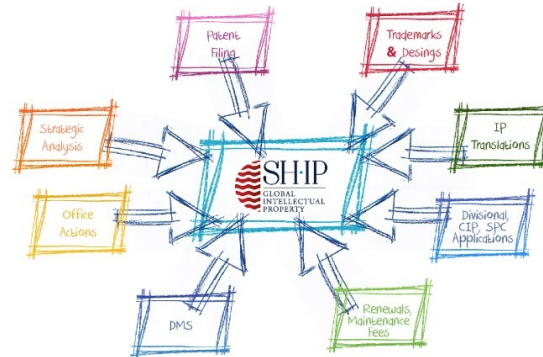 Patent
Filing
Trademarks
& Desings
Strategic
Analysis
IP
Translations
SH·IP
GLOBAL
INTELLECTUAL
PROPERTY
Office
Actions
Divisional,
CIP, SPC
Applications
DMS
Renewals,
Maintenance
Fees